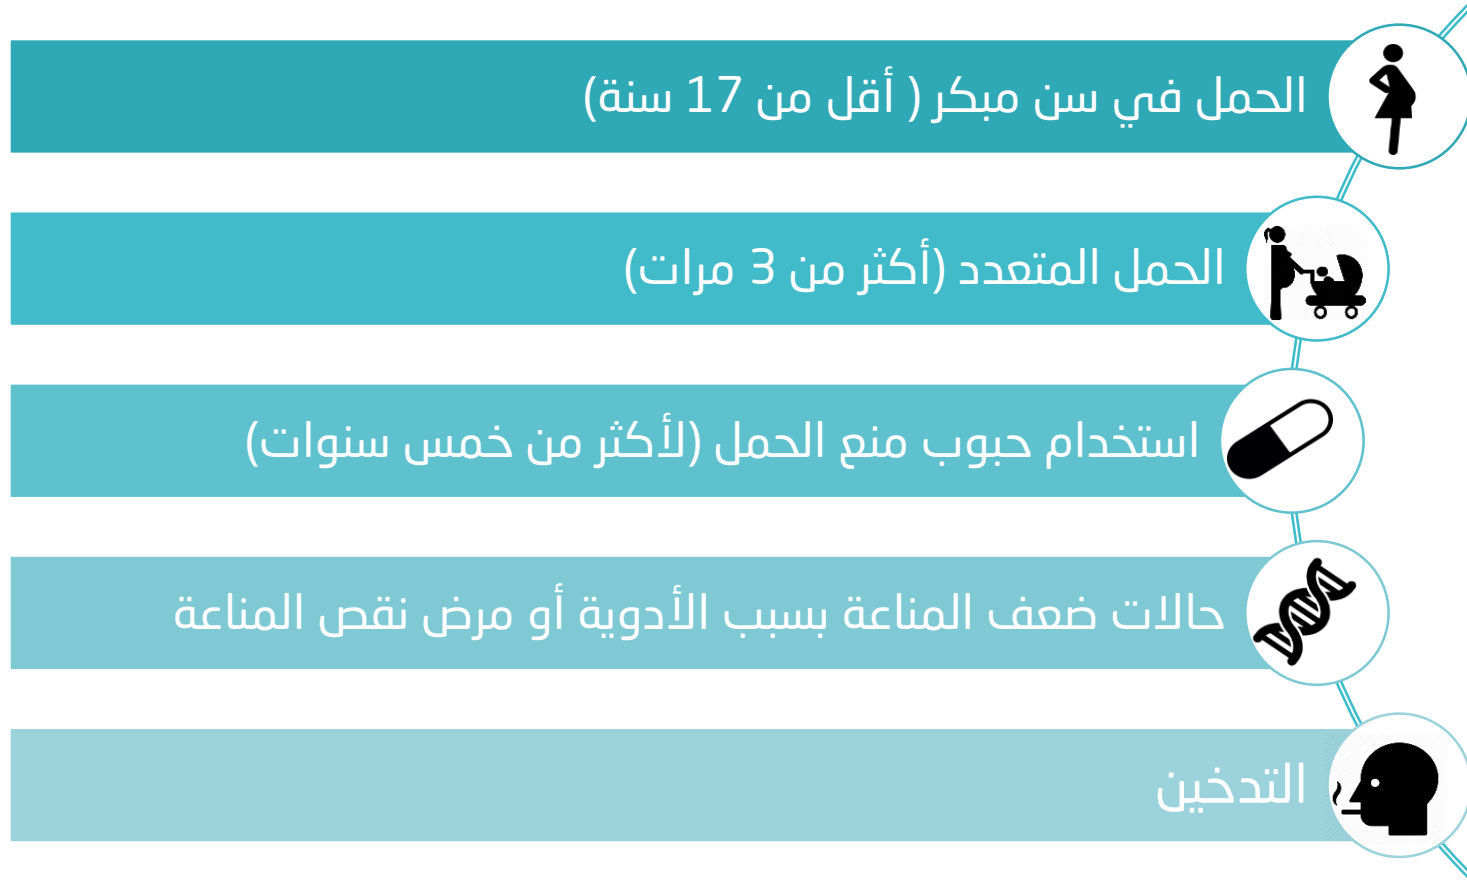 الحمل في سن مبكر ( أقل من 17 سنة)
الحمل المتعدد (أكثر من 3 مرات)
استخدام حبوب منع الحمل (لأكثر من خمس سنوات)
حالات ضعف المناعة بسبب الأدوية أو مرض نقص المناعة
التدخين